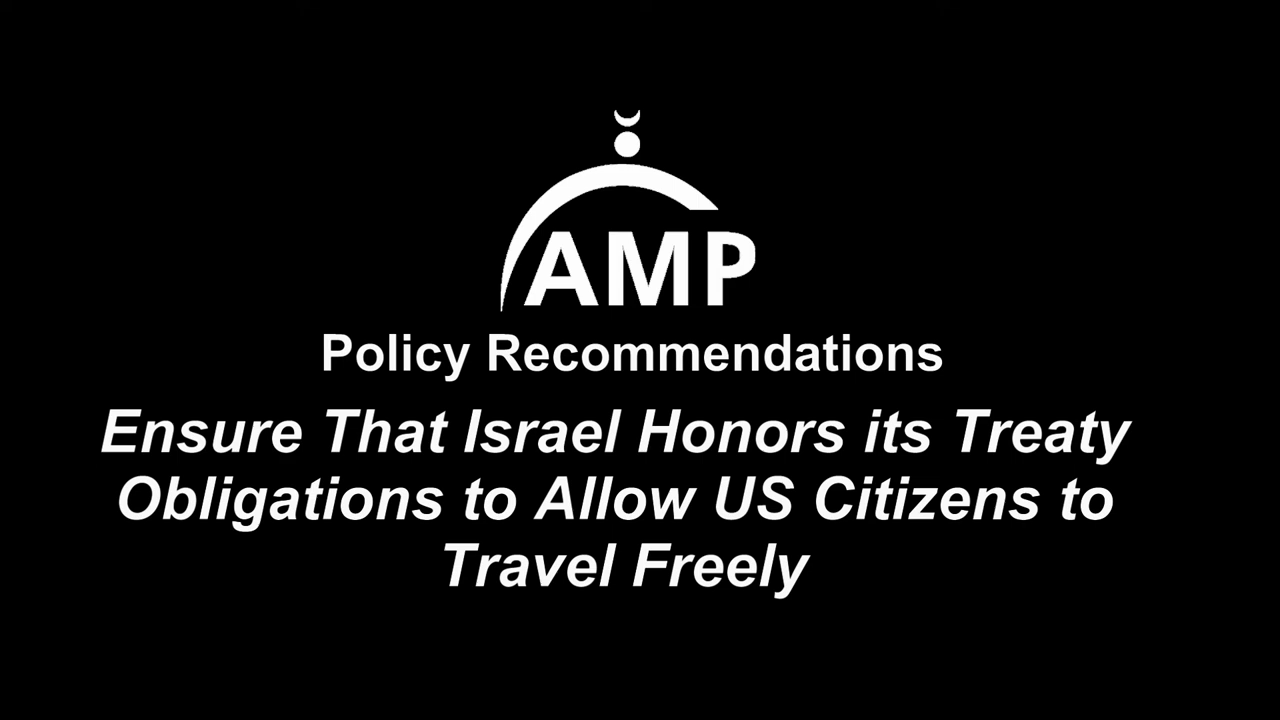 AMP
Policy Recommendations
Ensure That Israel Honors its Treaty
Obligations to Allow US Citizens to
Travel Freely